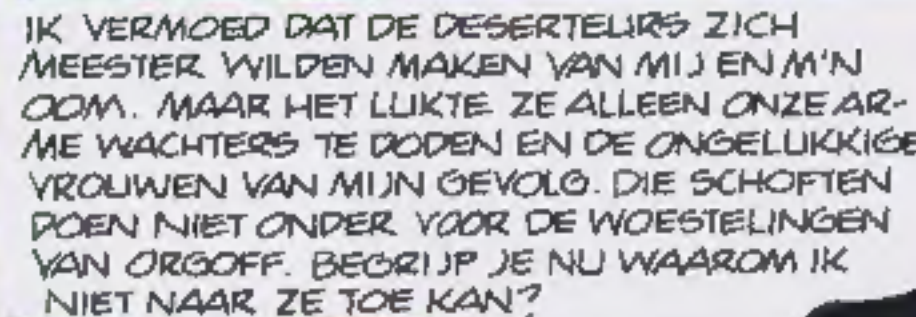 IK VERMOED DAT DE DESERTEURS ZICH
MEESTER WILDEN MAKEN VAN MIJ EN M'N
OOM. MAAR HET LUKTE ZE ALLEEN ONZE AR-
ME WACHTERS TE DODEN EN DE ONGELUKKIGE
VROUWEN VAN MIJN GEVOLG. DIE SCHOFTEN
DOEN NIET ONDER VOOR DE WOESTELINGEN
VAN ORGOFF. BEGRIJP JE NU WAAROM IK
NIET NAAR ZE TOE KAN?